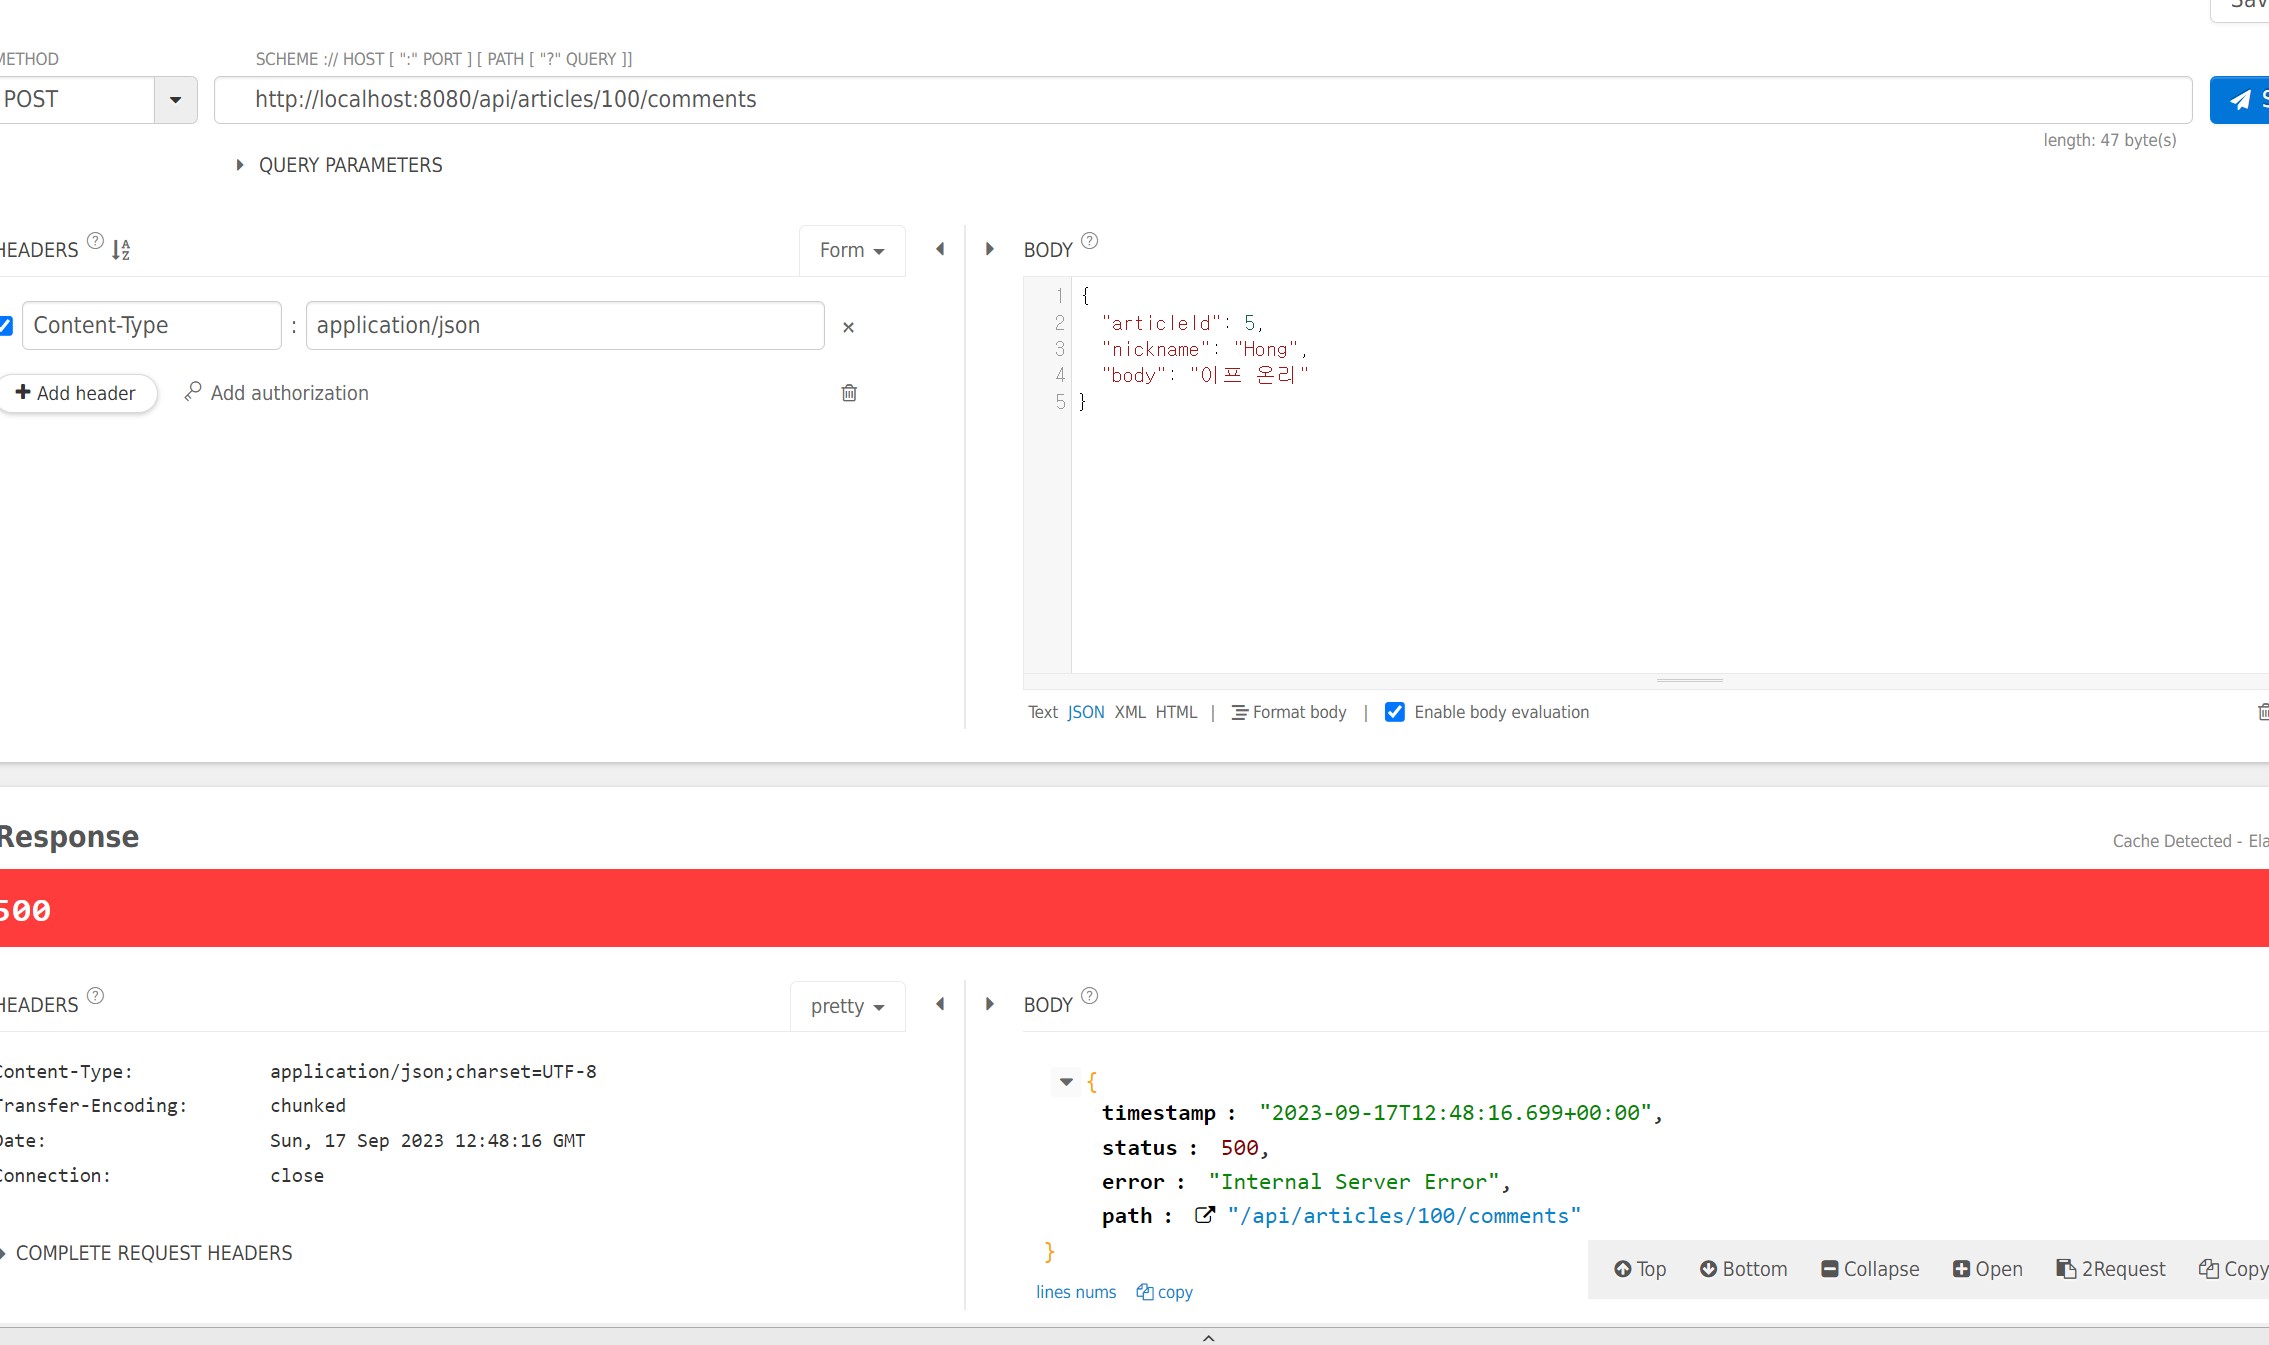 METHOD
SCHEME :// HOST [ ":" PORT ] [ PATH [ "?" QUERY ]]
POST
http://localhost:8080/api/articles/100/comments
length: 47 byte(s)
QUERY PARAMETERS
HEADERS
Form
BODY
Content-Type : application/json
Add header
Add authorization
1 {
2 "articleId": 5,
3 "nickname": "Hong",
4 "body": "이프 온리"
5 }
Text JSON XML HTML | Format body | Enable body evaluation
Response
Cache Detected -
500
HEADERS
pretty
BODY
Content-Type: application/json;charset=UTF-8
Transfer-Encoding: chunked
Date: Sun, 17 Sep 2023 12:48:16 GMT
Connection: close
COMPLETE REQUEST HEADERS
{
timestamp : "2023-09-17T12:48:16.699+00:00",
status : 500,
error : "Internal Server Error",
path : "/api/articles/100/comments"
}
lines nums copy
Top Bottom Collapse Open 2Request Copy